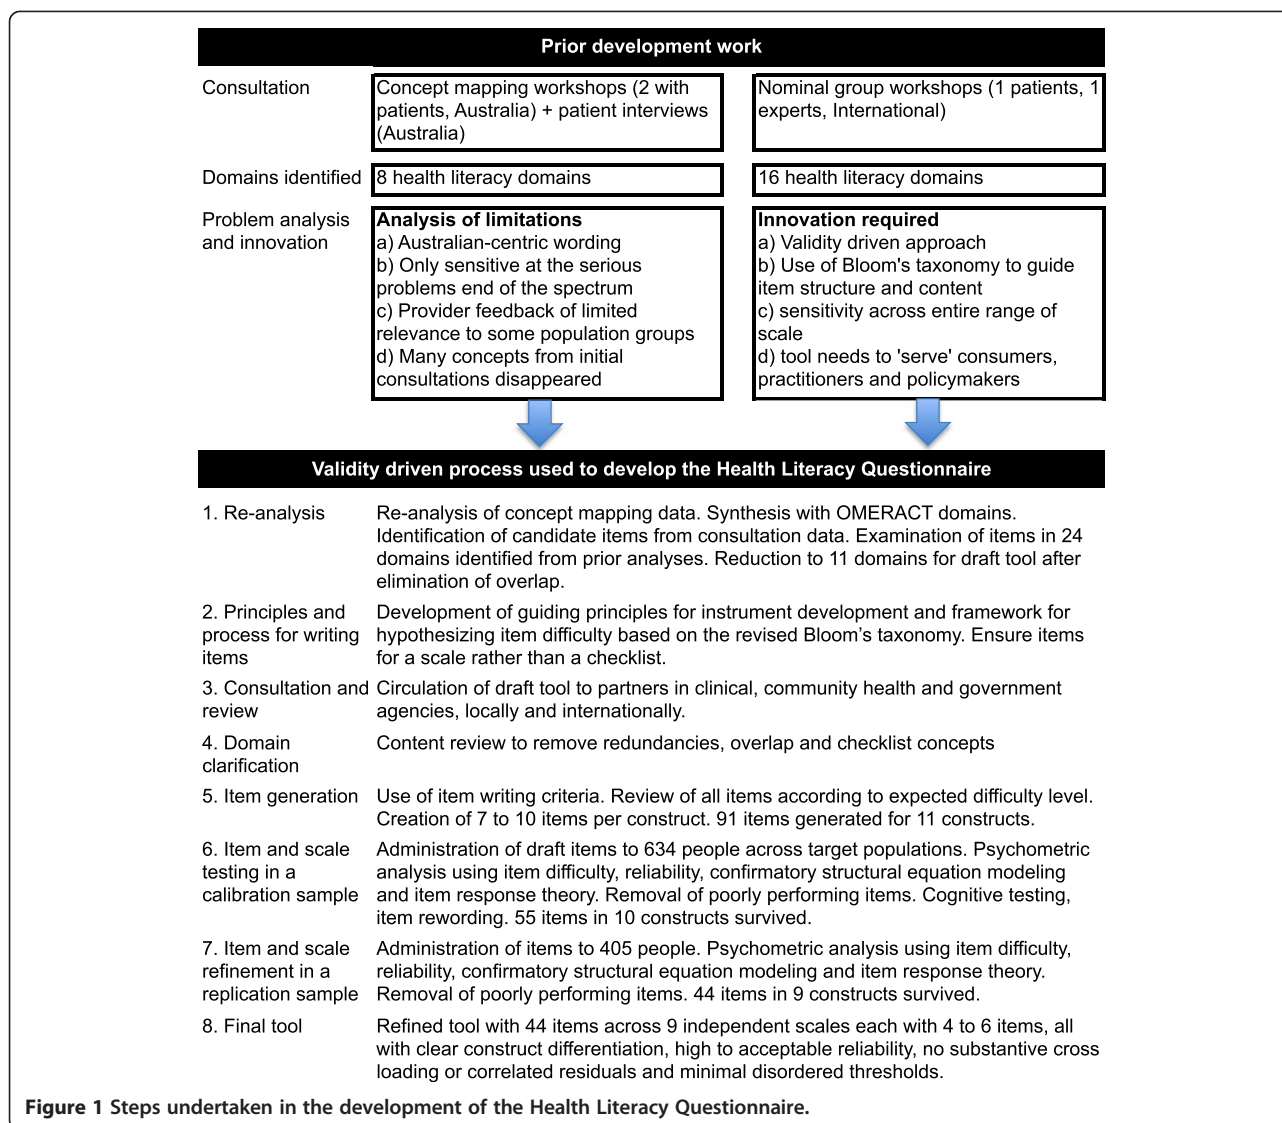 Prior development work
Consultation
Concept mapping workshops (2 with
patients, Australia) + patient interviews
(Australia)
Nominal group workshops (1 patients, 1
experts, International)
Domains identified
8 health literacy domains
16 health literacy domains
Problem analysis
and innovation
Analysis of limitations
a) Australian-centric wording
b) Only sensitive at the serious
problems end of the spectrum
c) Provider feedback of limited
relevance to some population groups
d) Many concepts from initial
consultations disappeared
Innovation required
a) Validity driven approach
b) Use of Bloom's taxonomy to guide
item structure and content
c) sensitivity across entire range of
scale
d) tool needs to 'serve' consumers,
practitioners and policymakers
Validity driven process used to develop the Health Literacy Questionnaire
1. Re-analysis
Re-analysis of concept mapping data. Synthesis with OMERACT domains.
Identification of candidate items from consultation data. Examination of items in 24
domains identified from prior analyses. Reduction to 11 domains for draft tool after
elimination of overlap.
2. Principles and
process for writing
items
Development of guiding principles for instrument development and framework for
hypothesizing item difficulty based on the revised Bloom’s taxonomy. Ensure items
for a scale rather than a checklist.
3. Consultation and
review
Circulation of draft tool to partners in clinical, community health and government
agencies, locally and internationally.
4. Domain
clarification
Content review to remove redundancies, overlap and checklist concepts
5. Item generation
Use of item writing criteria. Review of all items according to expected difficulty level.
Creation of 7 to 10 items per construct. 91 items generated for 11 constructs.
6. Item and scale
testing in a
calibration sample
Administration of draft items to 634 people across target populations. Psychometric
analysis using item difficulty, reliability, confirmatory structural equation modeling
and item response theory. Removal of poorly performing items. Cognitive testing,
item rewording. 55 items in 10 constructs survived.
7. Item and scale
refinement in a
replication sample
Administration of items to 405 people. Psychometric analysis using item difficulty,
reliability, confirmatory structural equation modeling and item response theory.
Removal of poorly performing items. 44 items in 9 constructs survived.
8. Final tool
Refined tool with 44 items across 9 independent scales each with 4 to 6 items, all
with clear construct differentiation, high to acceptable reliability, no substantive cross
loading or correlated residuals and minimal disordered thresholds.
Figure 1 Steps undertaken in the development of the Health Literacy Questionnaire.